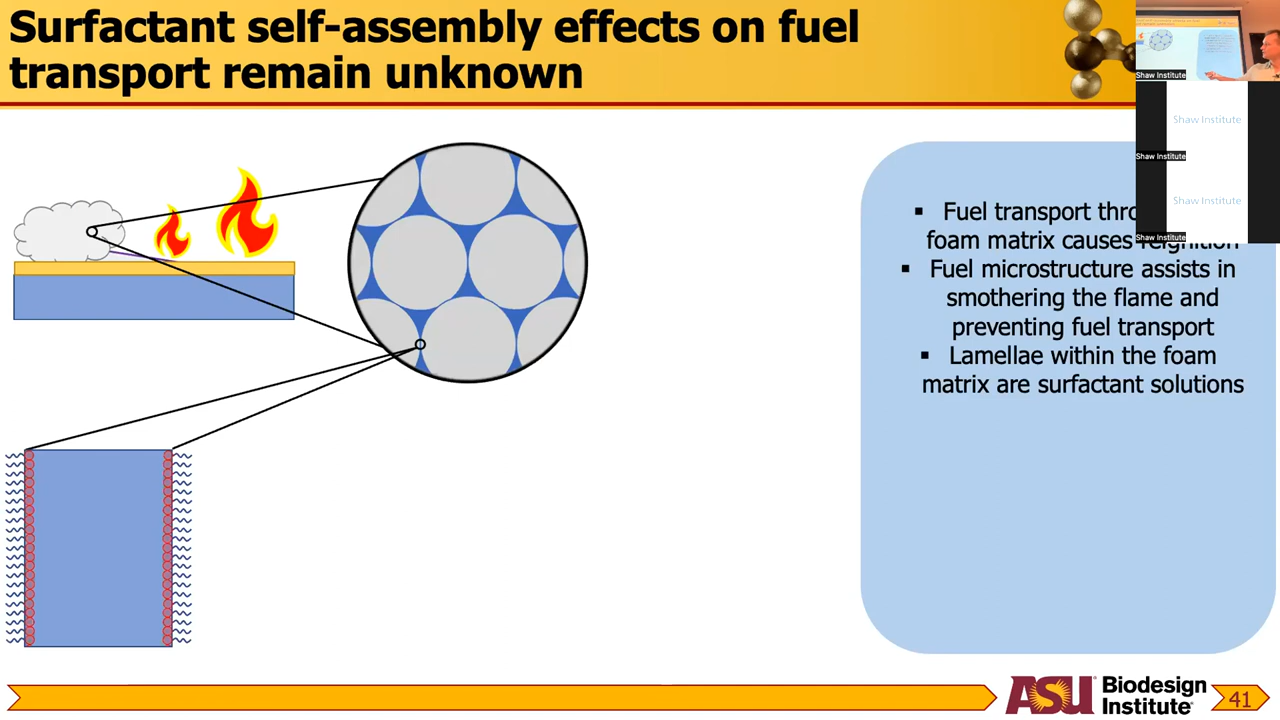 Surfactant self-assembly effects on fuel
transport remain unknown
Shaw Institute
Shaw Institute
Shaw Institute
Shaw Institute
Shaw Institute
▪ Fuel transport
foam matrix causes reignition
▪ Fuel microstructure assists in
smothering the flame and
preventing fuel transport
▪ Lamellae within the foam
matrix are surfactant solutions
ASU Biodesign
Institute
41